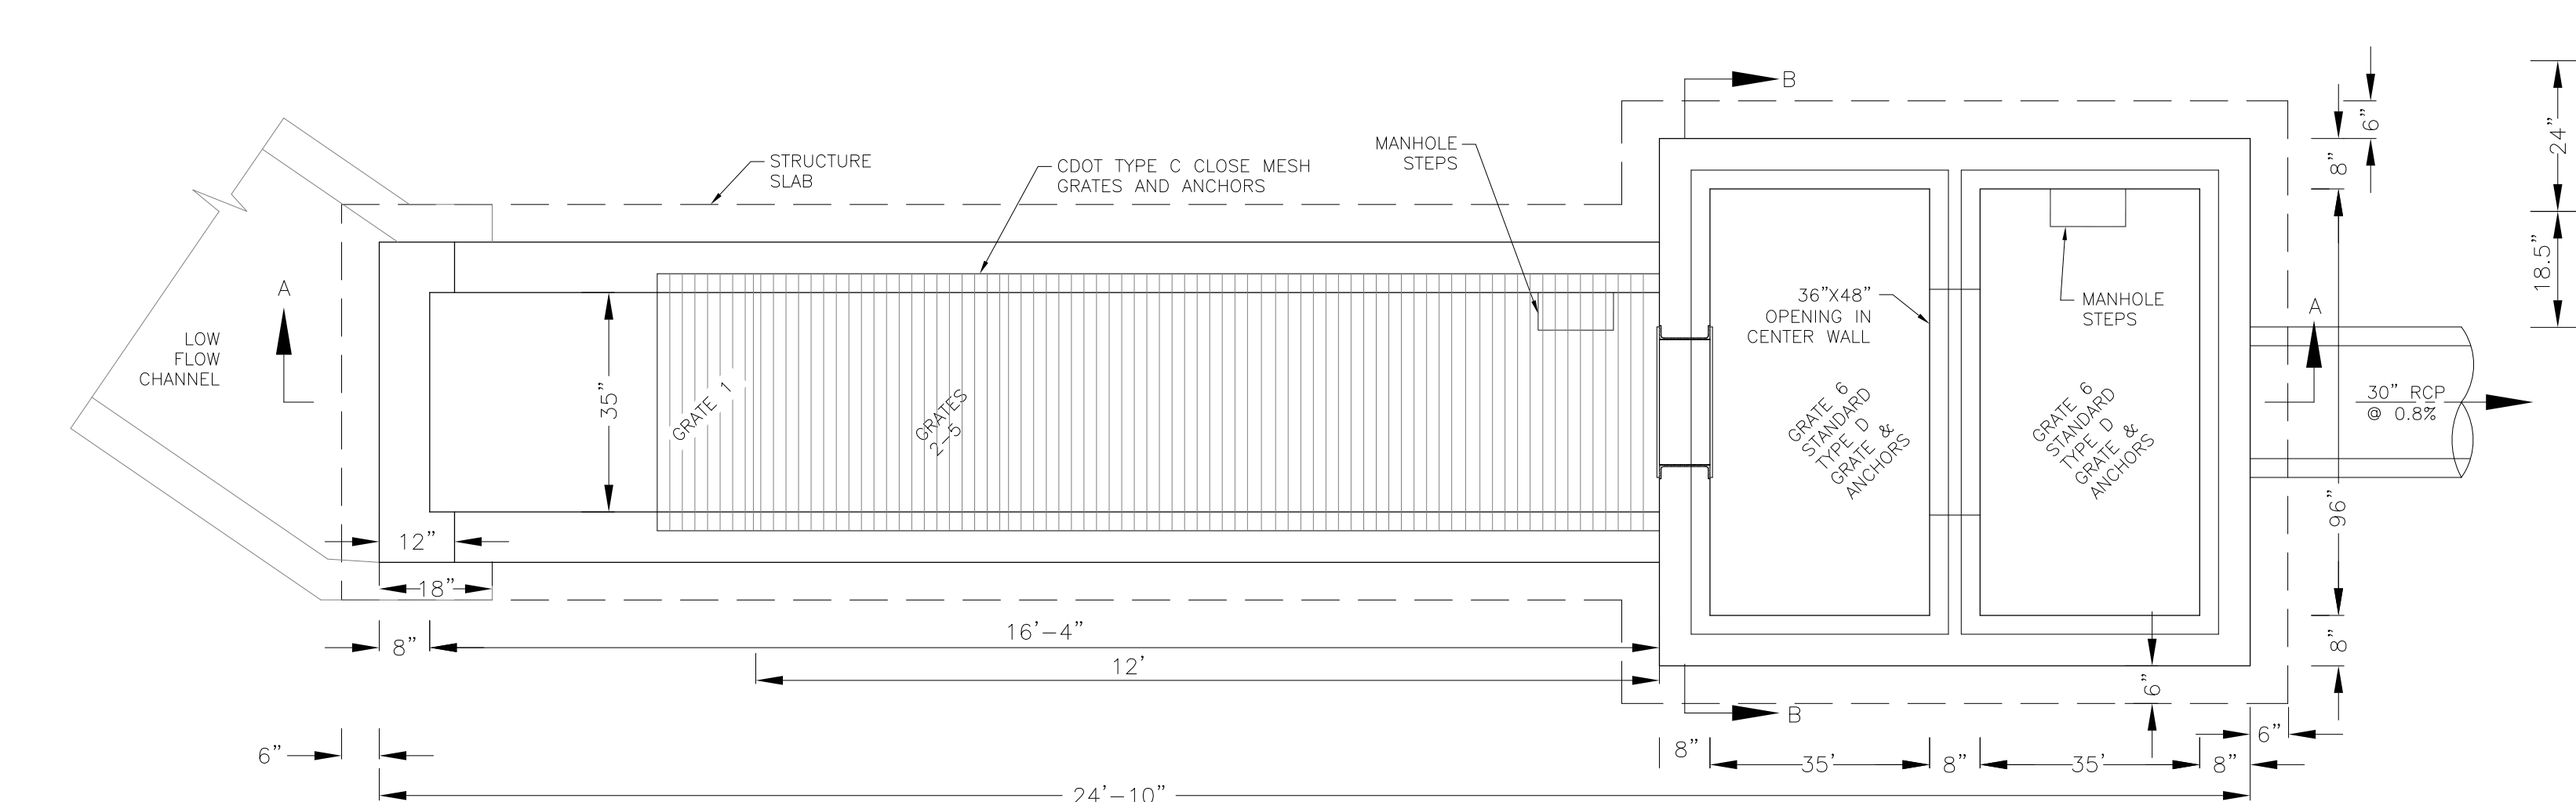 B
6"
24"
8"
MANHOLE
STEPS
STRUCTURE
SLAB
CDOT TYPE C CLOSE MESH
GRATES AND ANCHORS
18.5"
A
36"X48"
OPENING IN
CENTER WALL
MANHOLE
STEPS
A
LOW
FLOW
CHANNEL
35"
GRATE 1
GRATES
2-5
GRATE 6
STANDARD
TYPE D
GRATE &
ANCHORS
GRATE 6
STANDARD
TYPE D
GRATE &
ANCHORS
30" RCP
@ 0.8%
96"
12"
18"
8"
16'-4"
8"
12'
6"
B
6"
6"
8"
35'
8"
35'
8"
24'-10"